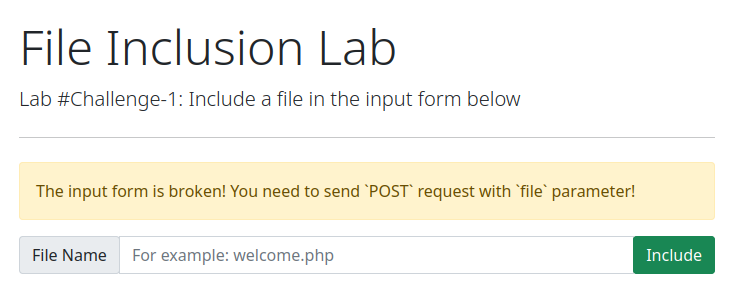 File Inclusion Lab
Lab #Challenge-1: Include a file in the input form below
The input form is broken! You need to send `POST` request with `file` parameter!
File Name For example: welcome.php Include